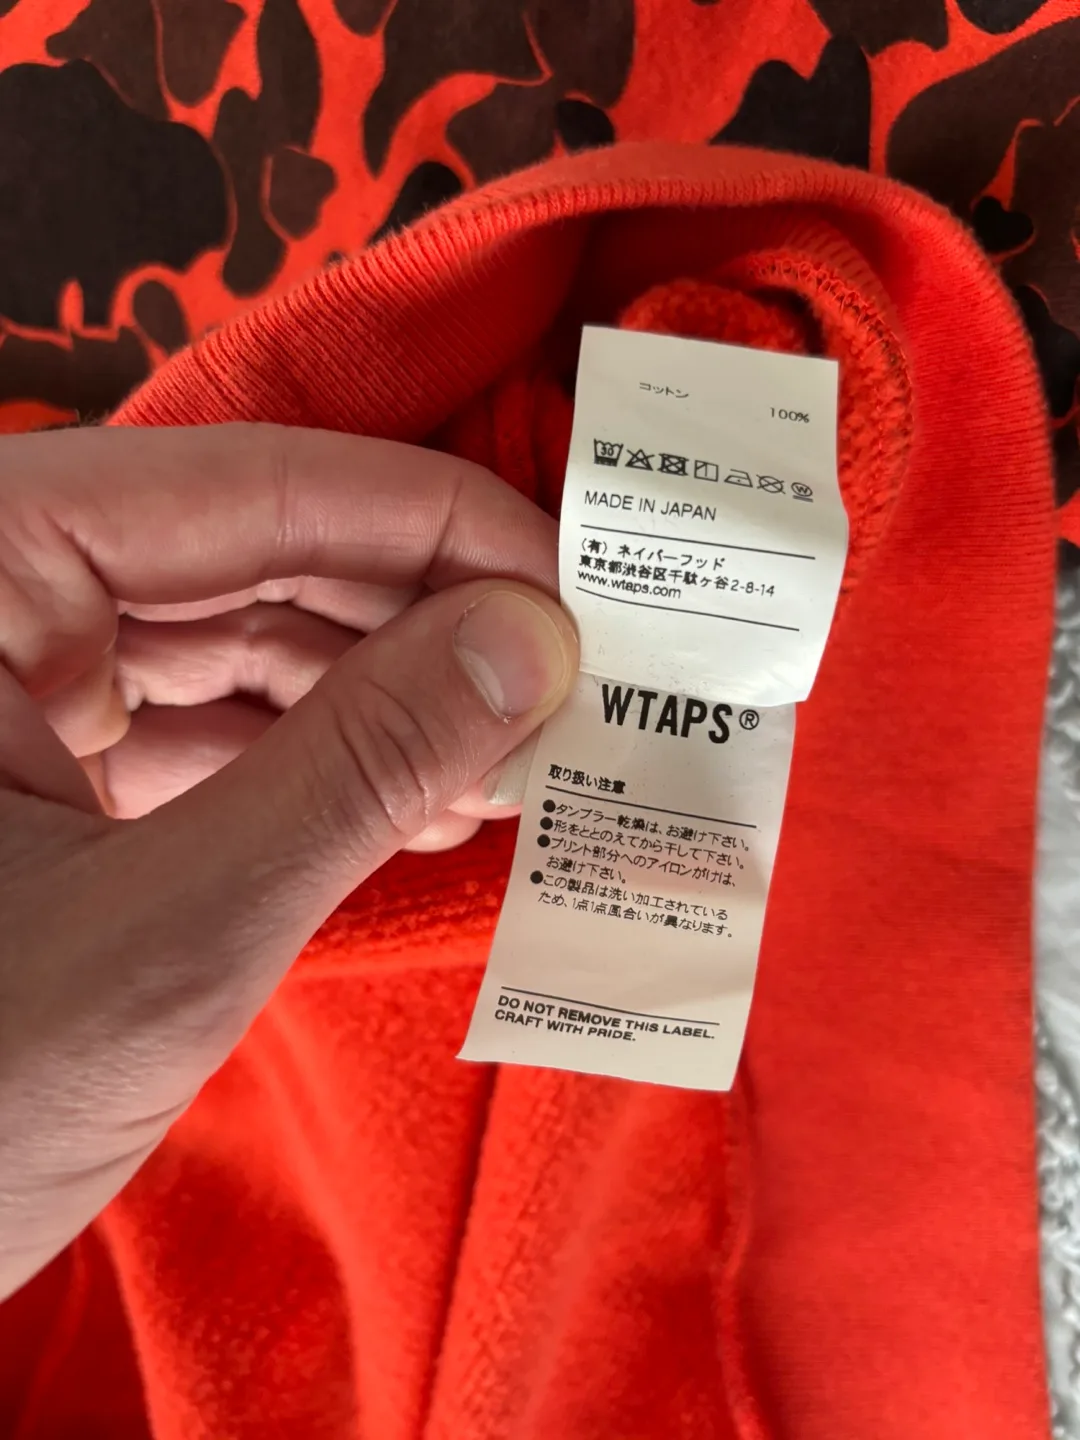 コットン
100%
30
W
MADE IN JAPAN
（有）ネイバーフッド
東京都渋谷区千駄ヶ谷2-8-14
www.wtaps.com
WTAPS®
取り扱い注意
●タンブラー乾燥は、お避け下さい。
●形をととのえてから干して下さい。
●プリント部分へのアイロンがけは、
お避け下さい。
●この製品は洗い加工されている
ため、1点1点風合いが異なります。
DO NOT REMOVE THIS LABEL.
CRAFT WITH PRIDE.